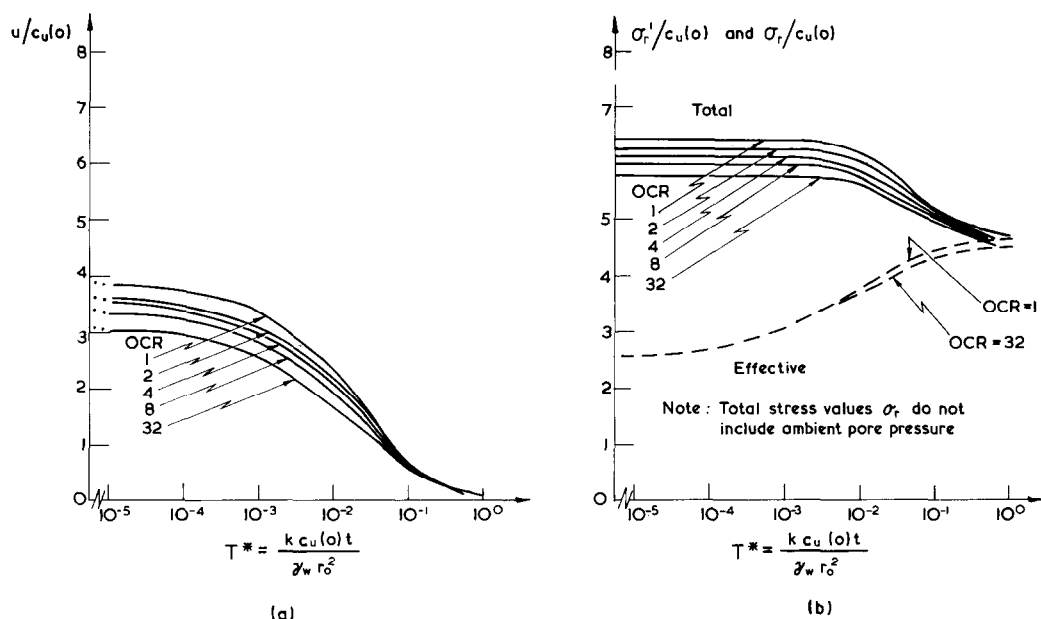 u/cu(o)
8
7
6
5
4
3
2
1
0
OCR
1
2
4
8
32
10⁻⁵ 10⁻⁴ 10⁻³ 10⁻² 10⁻¹ 10⁰
T* = k cu(o) t / γw ro²
(a)
σr'/cu(o) and σr/cu(o)
8
7
6
5
4
3
2
1
0
Total
OCR
1
2
4
8
32
OCR=1
OCR = 32
Effective
Note : Total stress values σr do not
include ambient pore pressure
10⁻⁵ 10⁻⁴ 10⁻³ 10⁻² 10⁻¹ 10⁰
T* = k cu(o) t / γw ro²
(b)